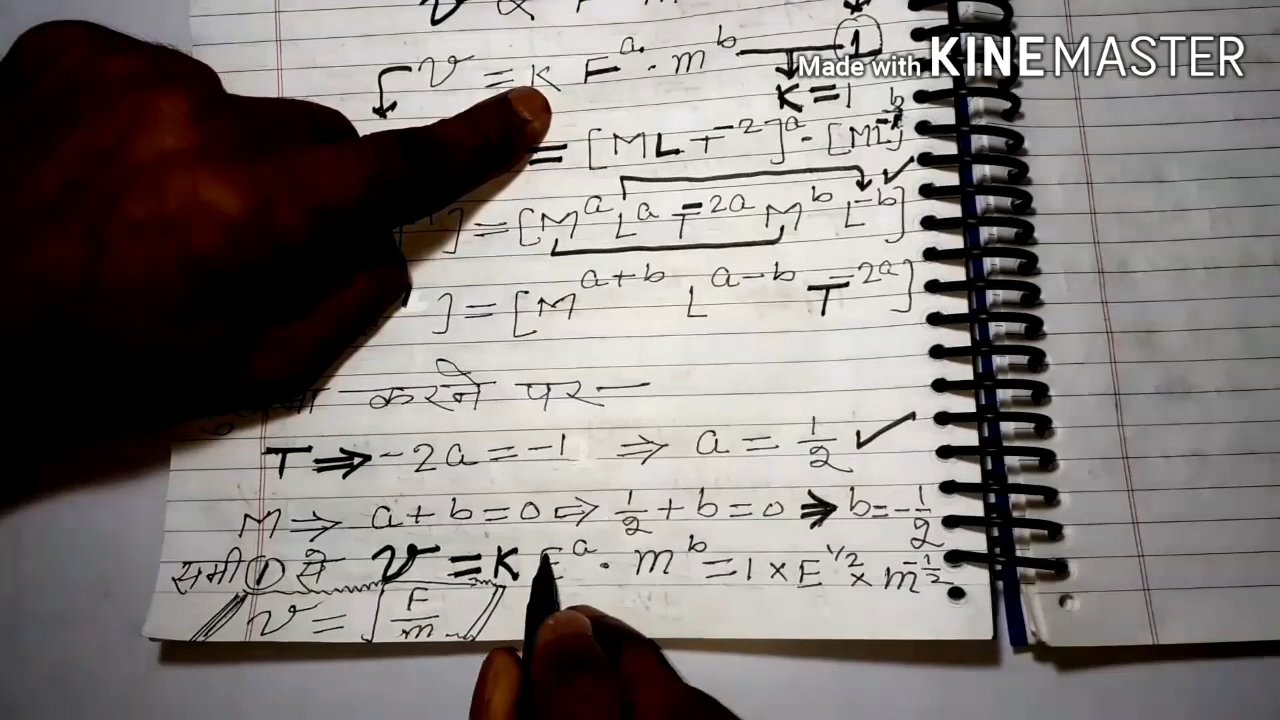 v = K F^a · m^b — 1
Made with KINEMASTER
K = 1
= [MLT^-2]^a - [ML^-1]^b
] = [M^a L^a T^-2a M^b L^-b]
] = [M^a+b L^a-b T^-2a]
करने पर —
T ⇒ -2a = -1 ⇒ a = 1/2 ✓
M ⇒ a + b = 0 ⇒ 1/2 + b = 0 ⇒ b = -1/2
समी ① से v = K F^a · m^b = 1 × F^1/2 × m^-1/2
v = √F/m